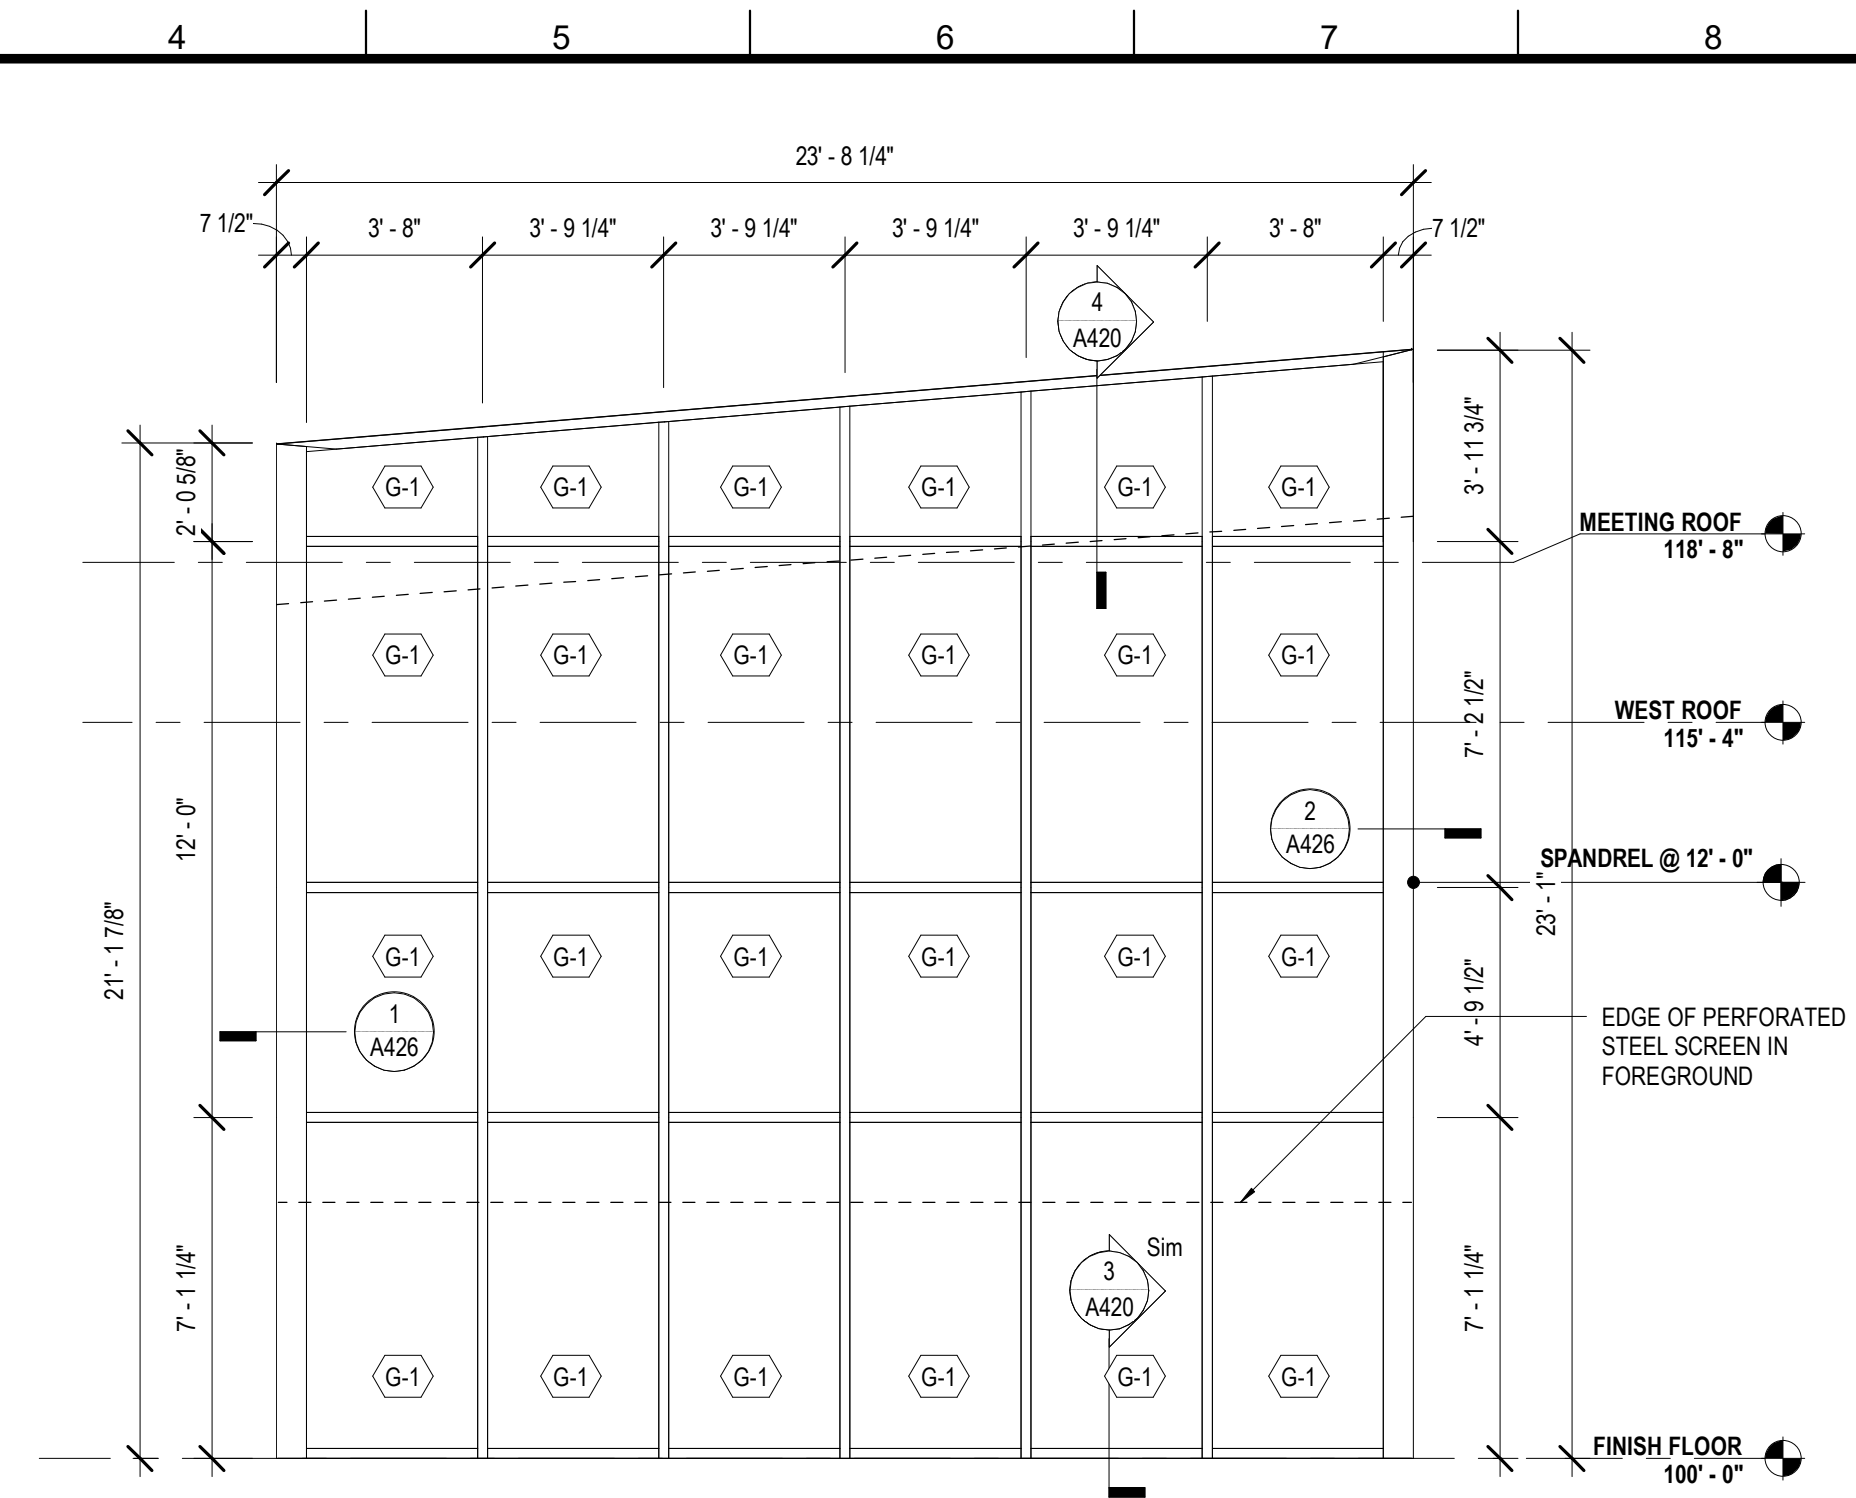 4 5 6 7 8
23' - 8 1/4"
7 1/2" 3' - 8" 3' - 9 1/4" 3' - 9 1/4" 3' - 9 1/4" 3' - 9 1/4" 3' - 8" 7 1/2"
4
A420
3' - 11 3/4"
2' - 0 5/8"
G-1 G-1 G-1 G-1 G-1 G-1
MEETING ROOF
118' - 8"
G-1 G-1 G-1 G-1 G-1 G-1
7' - 2 1/2"
WEST ROOF
115' - 4"
12' - 0"
2
A426
SPANDREL @ 12' - 0"
23' - 1"
21' - 1 7/8"
G-1 G-1 G-1 G-1 G-1 G-1
4' - 9 1/2"
1
A426
EDGE OF PERFORATED
STEEL SCREEN IN
FOREGROUND
7' - 1 1/4"
Sim
3
A420
7' - 1 1/4"
G-1 G-1 G-1 G-1 G-1 G-1
FINISH FLOOR
100' - 0"